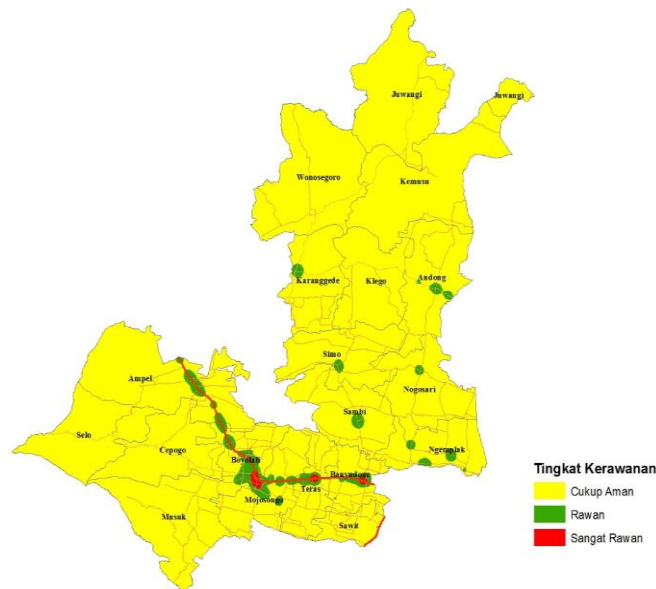 Juwangi
Juwangi
Wonosegoro
Kemusu
Karanggede
Klego
Andong
Simo
Ampel
Nogosari
Sambi
Selo
Cepogo
Ngemplak
Boyolali
Banyudono
Teras
Mojosongo
Musuk
Sawit
Tingkat Kerawanan
Cukup Aman
Rawan
Sangat Rawan